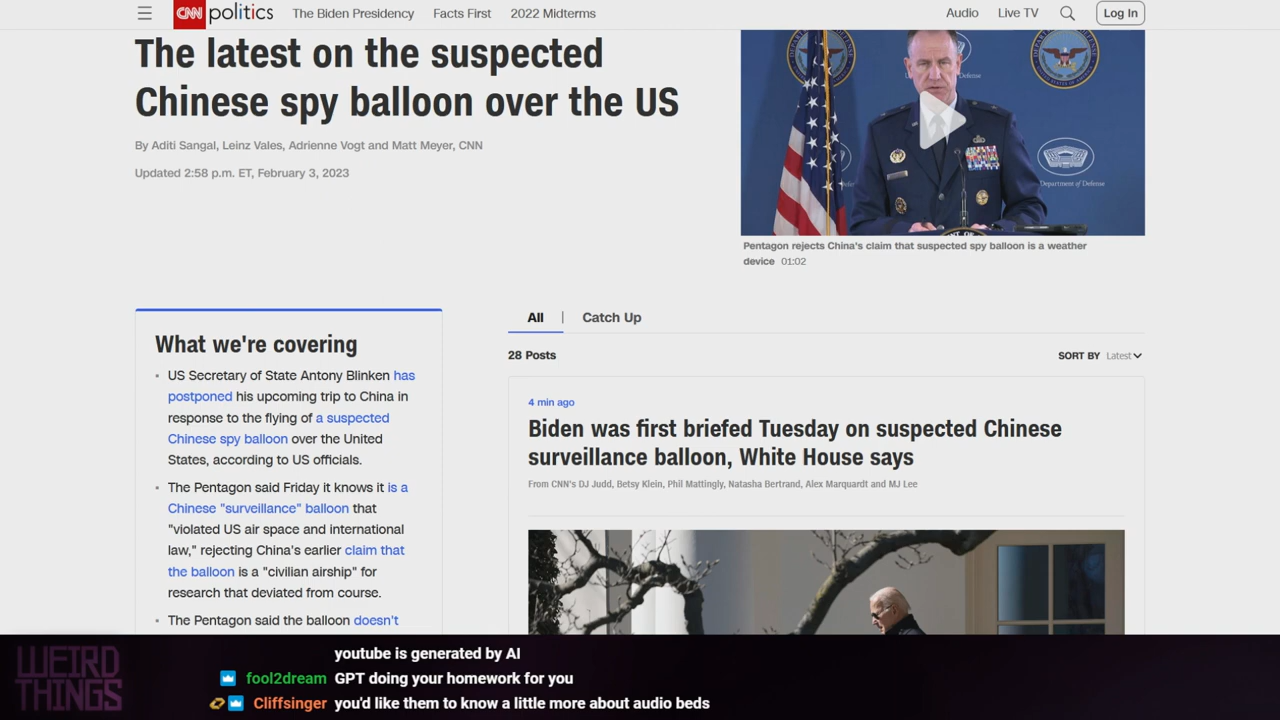 CNN politics The Biden Presidency Facts First 2022 Midterms Audio Live TV Log In
The latest on the suspected
Chinese spy balloon over the US
By Aditi Sangal, Leinz Vales, Adrienne Vogt and Matt Meyer, CNN
Updated 2:58 p.m. ET, February 3, 2023
Department of Defense
Pentagon rejects China's claim that suspected spy balloon is a weather
device 01:02
What we're covering
• US Secretary of State Antony Blinken has
postponed his upcoming trip to China in
response to the flying of a suspected
Chinese spy balloon over the United
States, according to US officials.
• The Pentagon said Friday it knows it is a
Chinese "surveillance" balloon that
"violated US air space and international
law," rejecting China's earlier claim that
the balloon is a "civilian airship" for
research that deviated from course.
• The Pentagon said the balloon doesn't
All | Catch Up
28 Posts SORT BY Latest
4 min ago
Biden was first briefed Tuesday on suspected Chinese
surveillance balloon, White House says
From CNN's DJ Judd, Betsy Klein, Phil Mattingly, Natasha Bertrand, Alex Marquardt and MJ Lee
WEIRD
THINGS
youtube is generated by AI
fool2dream GPT doing your homework for you
Cliffsinger you'd like them to know a little more about audio beds